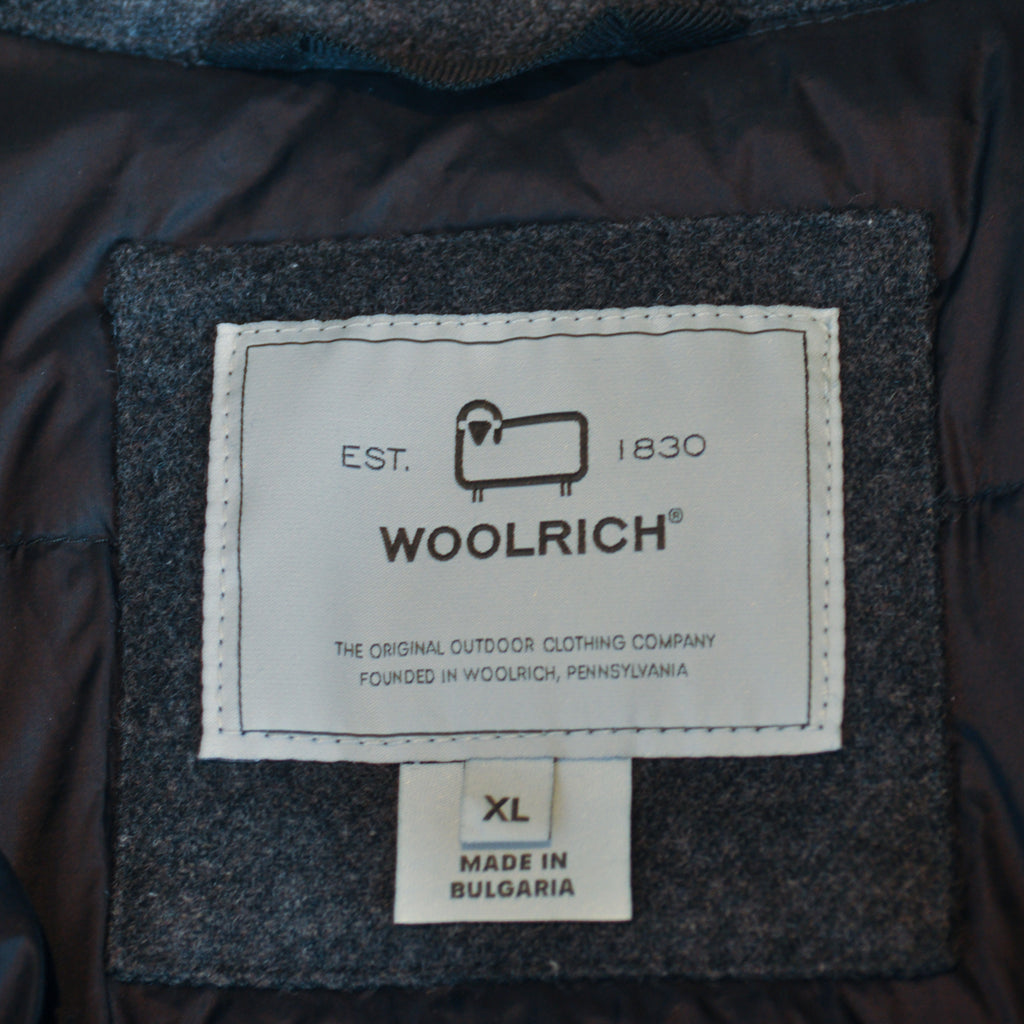 EST. 1830
WOOLRICH®
THE ORIGINAL OUTDOOR CLOTHING COMPANY
FOUNDED IN WOOLRICH, PENNSYLVANIA
XL
MADE IN
BULGARIA